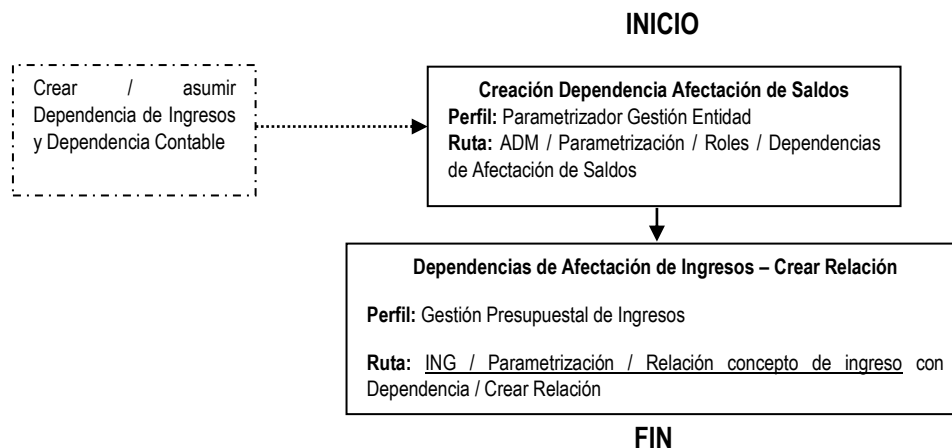 INICIO
Crear / asumir
Dependencia de Ingresos
y Dependencia Contable
Creación Dependencia Afectación de Saldos
Perfil: Parametrizador Gestión Entidad
Ruta: ADM / Parametrización / Roles / Dependencias
de Afectación de Saldos
Dependencias de Afectación de Ingresos – Crear Relación
Perfil: Gestión Presupuestal de Ingresos
Ruta: ING / Parametrización / Relación concepto de ingreso con
Dependencia / Crear Relación
FIN